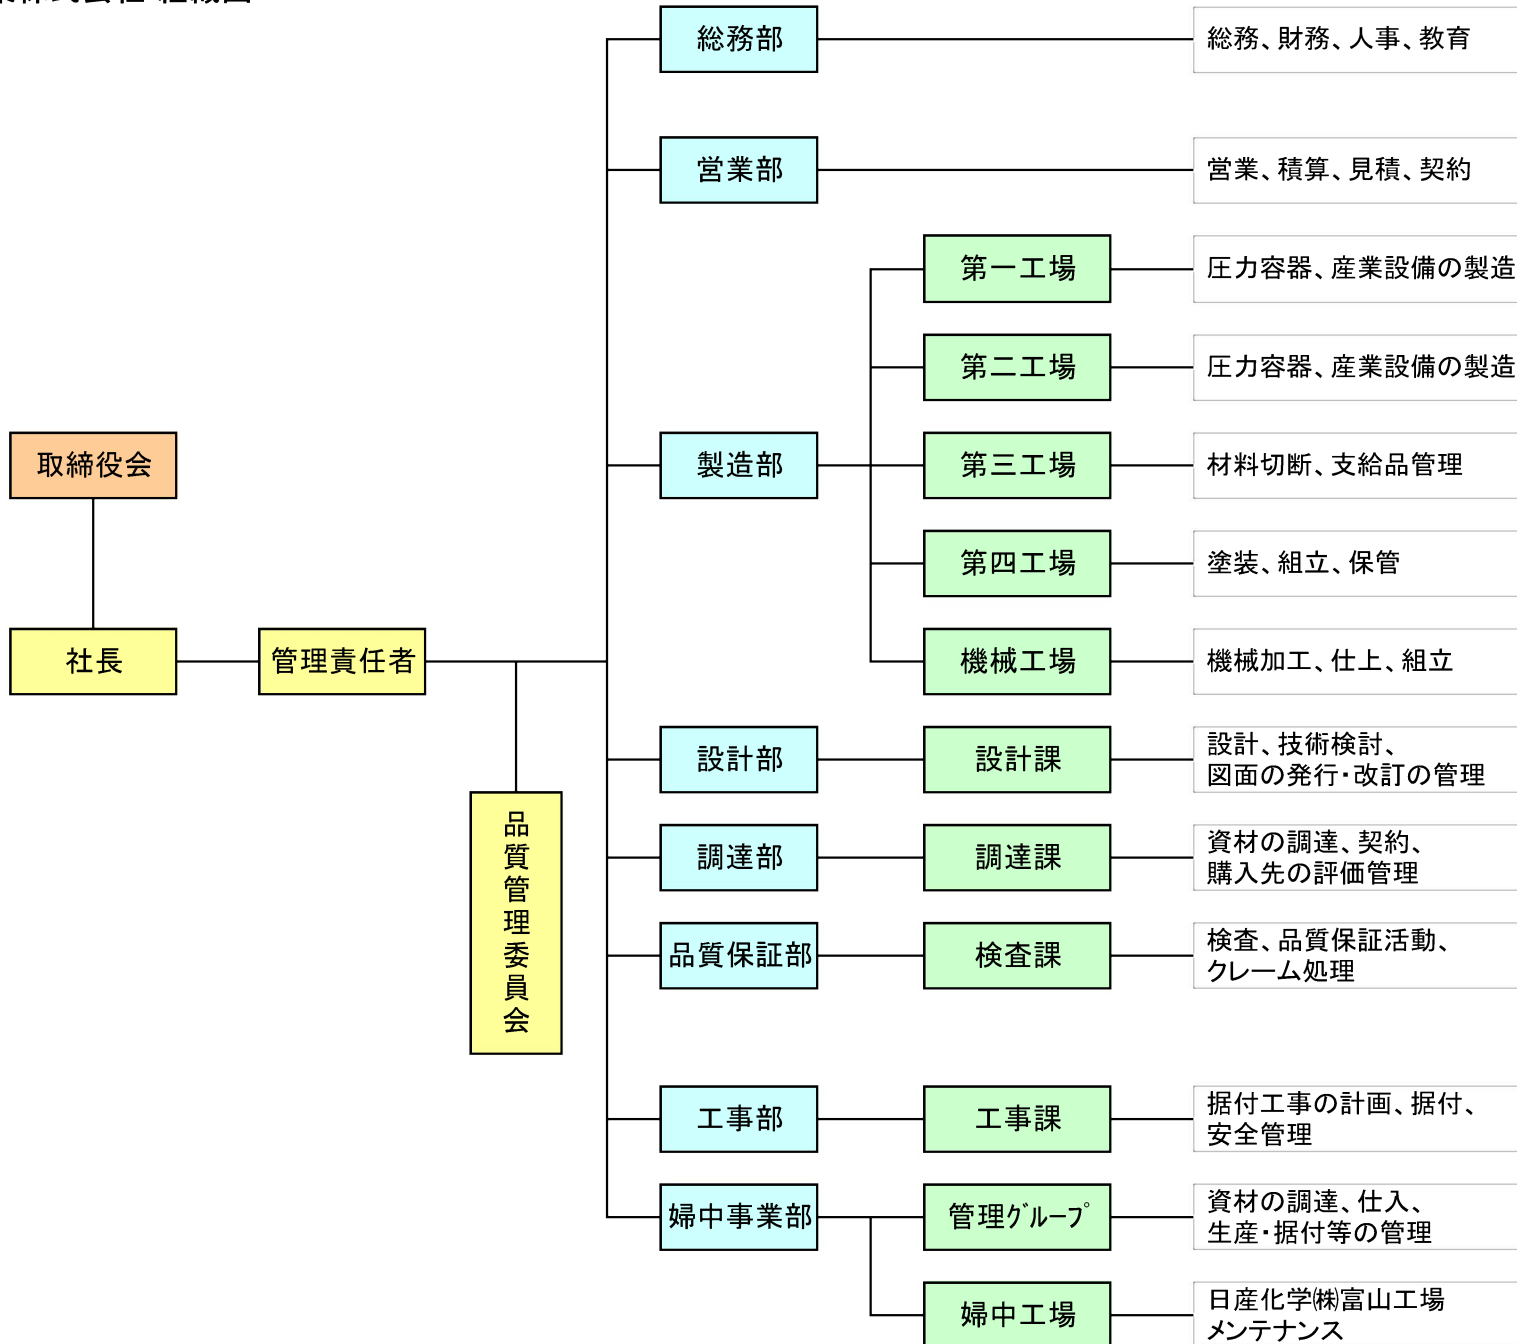 総務部
総務、財務、人事、教育
営業部
営業、積算、見積、契約
第一工場
圧力容器、産業設備の製造
第二工場
圧力容器、産業設備の製造
取締役会
製造部
第三工場
材料切断、支給品管理
第四工場
塗装、組立、保管
社長
管理責任者
機械工場
機械加工、仕上、組立
設計部
設計課
設計、技術検討、
図面の発行・改訂の管理
品質管理委員会
調達部
調達課
資材の調達、契約、
購入先の評価管理
品質保証部
検査課
検査、品質保証活動、
クレーム処理
工事部
工事課
据付工事の計画、据付、
安全管理
婦中事業部
管理ｸﾞﾙｰﾌﾟ
資材の調達、仕入、
生産・据付等の管理
婦中工場
日産化学㈱富山工場
メンテナンス